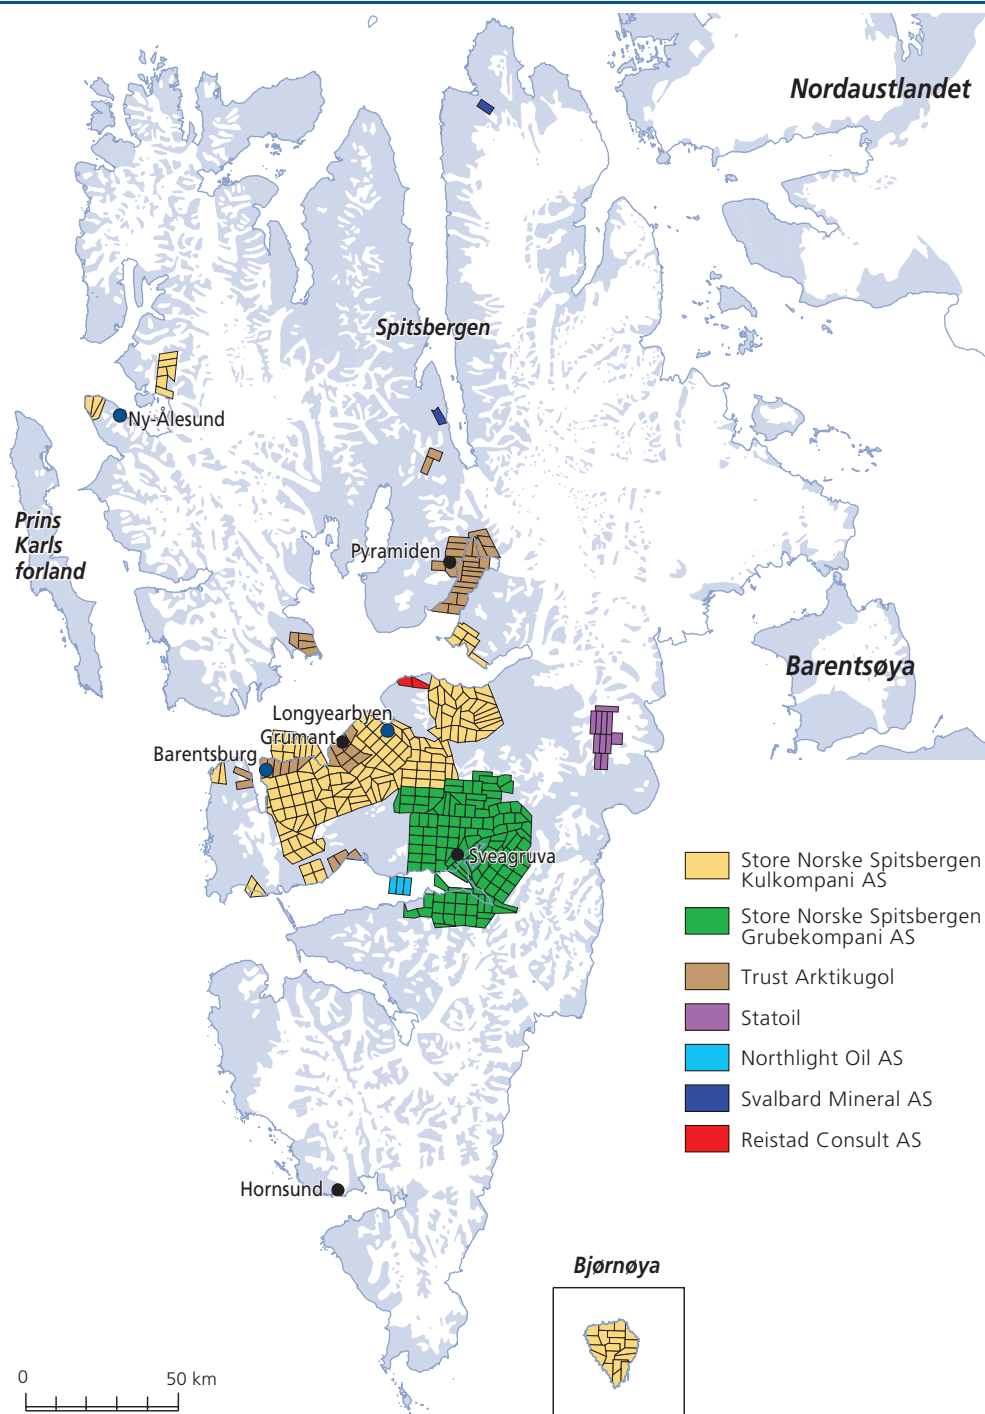 Nordaustlandet
Spitsbergen
Ny-Ålesund
Prins
Karls
forland
Pyramiden
Barentsøya
Longyearbyen
Grumant
Barentsburg
Sveagruva
Store Norske Spitsbergen
Kulkompani AS
Store Norske Spitsbergen
Grubekompani AS
Trust Arktikugol
Statoil
Northlight Oil AS
Svalbard Mineral AS
Reistad Consult AS
Hornsund
Bjørnøya
0 50 km